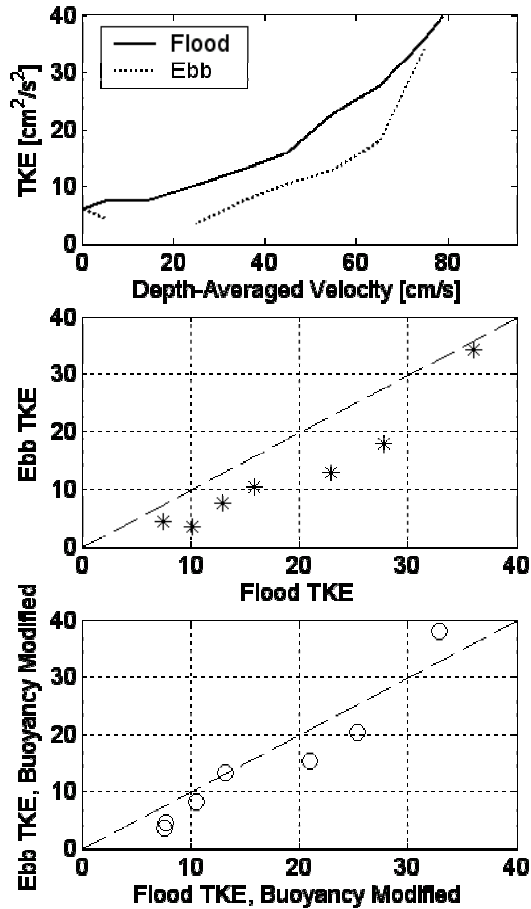 40
30
20
10
0
TKE [cm²/s²]
Flood
Ebb
0 20 40 60 80
Depth-Averaged Velocity [cm/s]
40
30
20
10
0
Ebb TKE
0 10 20 30 40
Flood TKE
40
30
20
10
0
Ebb TKE, Buoyancy Modified
0 10 20 30 40
Flood TKE, Buoyancy Modified